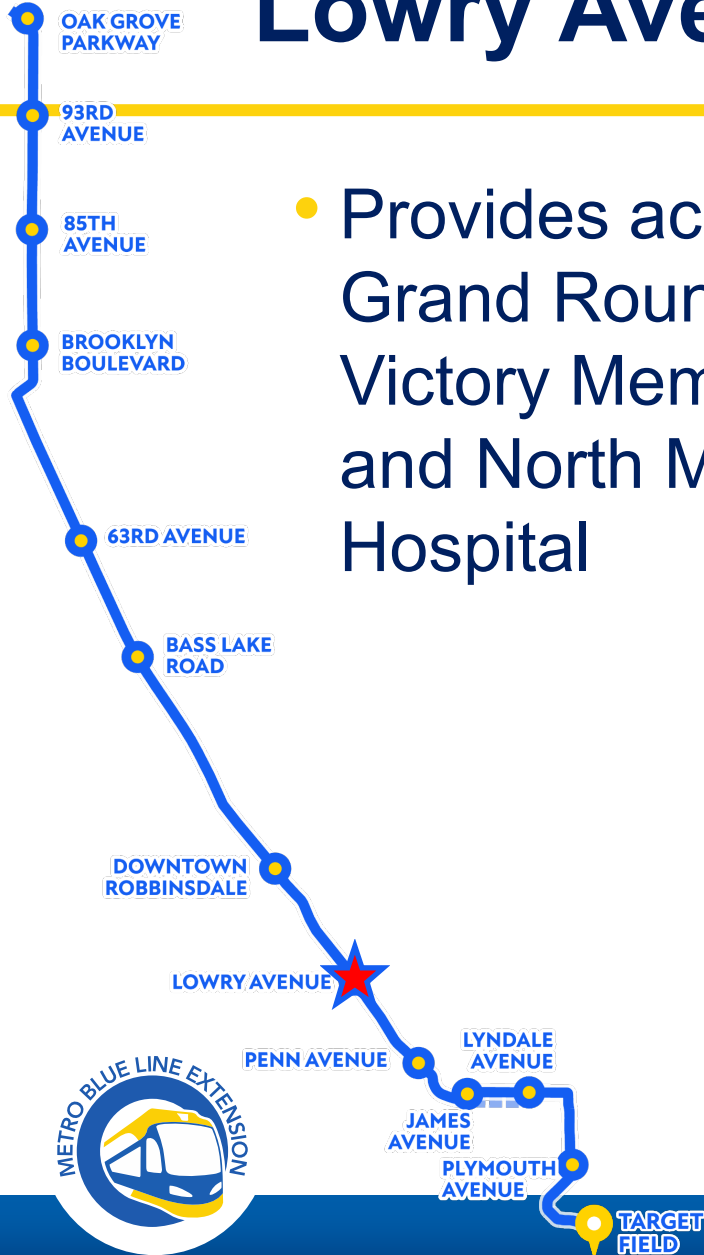 Lowry Ave
• Provides ac
Grand Roun
Victory Mem
and North M
Hospital
OAK GROVE
PARKWAY
93RD
AVENUE
85TH
AVENUE
BROOKLYN
BOULEVARD
63RD AVENUE
BASS LAKE
ROAD
DOWNTOWN
ROBBINSDALE
LOWRY AVENUE
PENN AVENUE
LYNDALE
AVENUE
JAMES
AVENUE
PLYMOUTH
AVENUE
TARGET
FIELD
METRO BLUE LINE EXTENSION